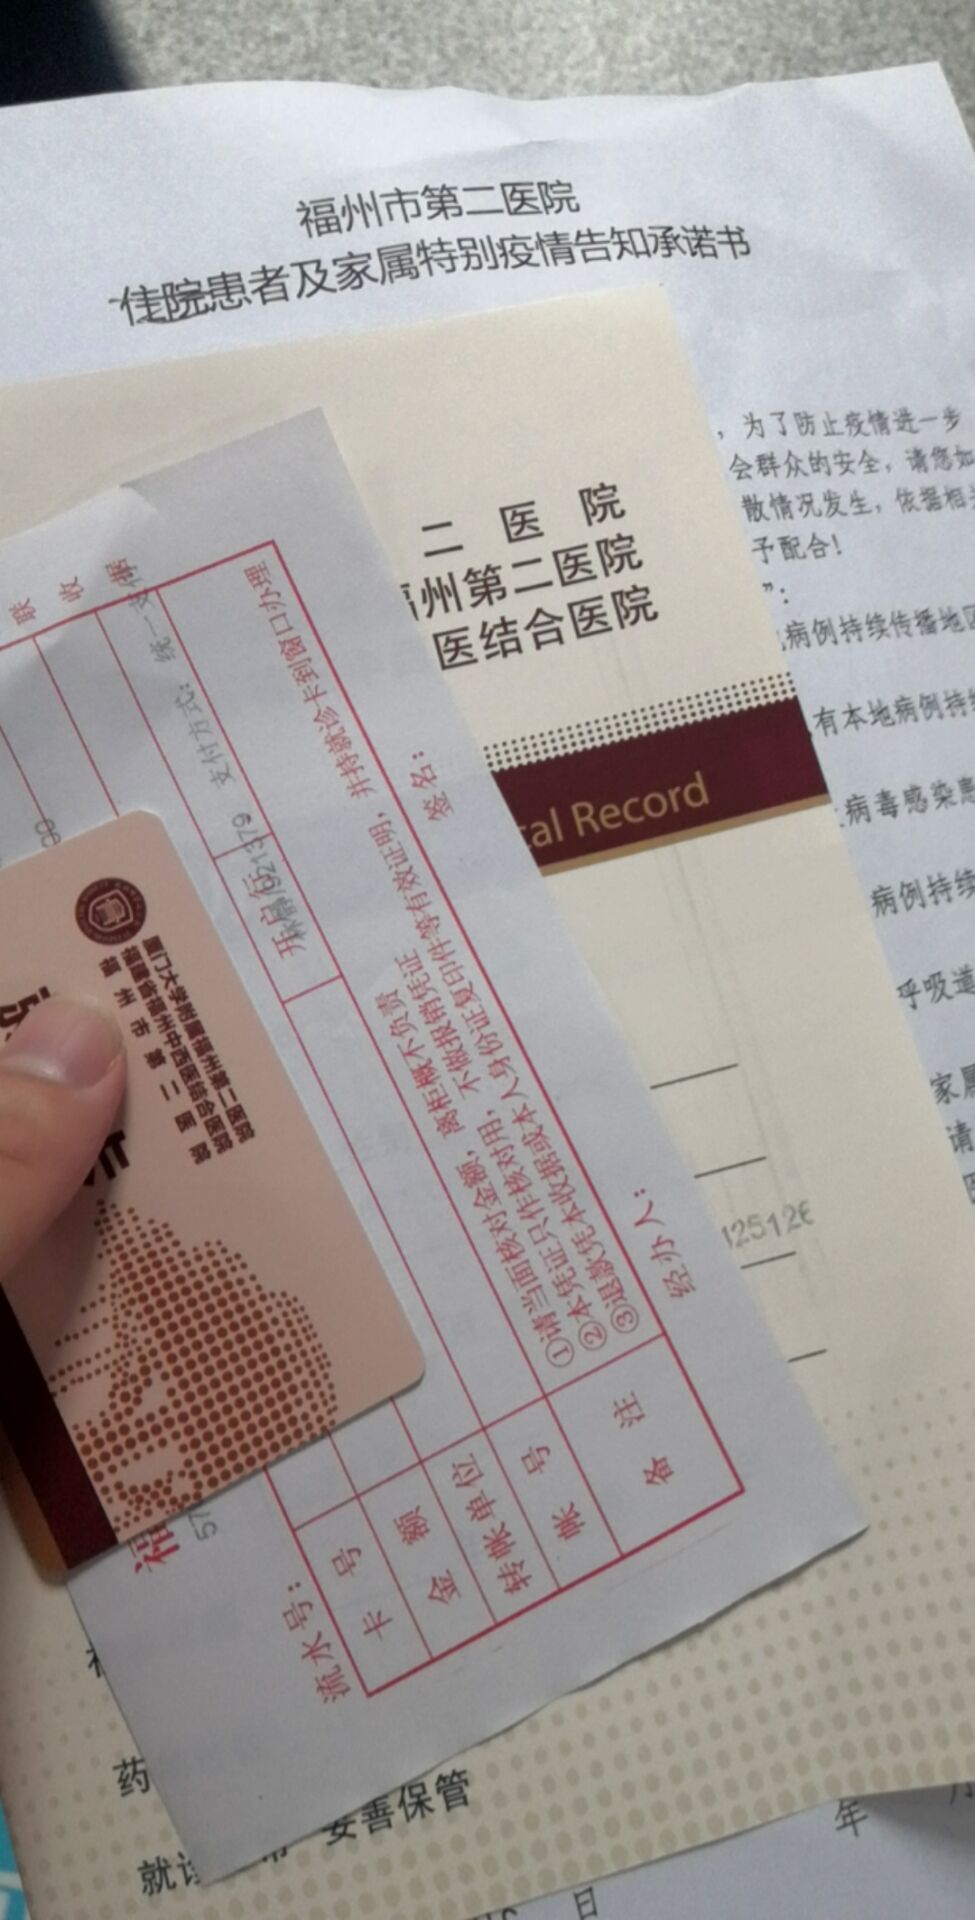 福州市第二医院
住院患者及家属特别疫情告知承诺书
，为了防止疫情进一步
会群众的安全，请您如
散情况发生，依据相
予配合！
”：
病例持续传播地区
有本地病例持续
病毒感染患
病例持续
呼吸道
家属
请
二 医 院
福州第二医院
医结合医院
cal Record
12512
药
妥善保管
就诊
年 月
日
联 收 据
支付方式：统一支付
开户行
流水号：
卡 号
金 额
转帐单位
帐 号
备 注
①请当面核对金额，离柜概不负责
②本凭证只作核对用，不做报销凭证
③退款凭本收据或本人身份证复印件等有效证明，并持就诊卡到窗口办理
经办人：
签名：
厦门大学附属福州第二医院
福建省福州中西医结合医院
福州市第二医院
福
57